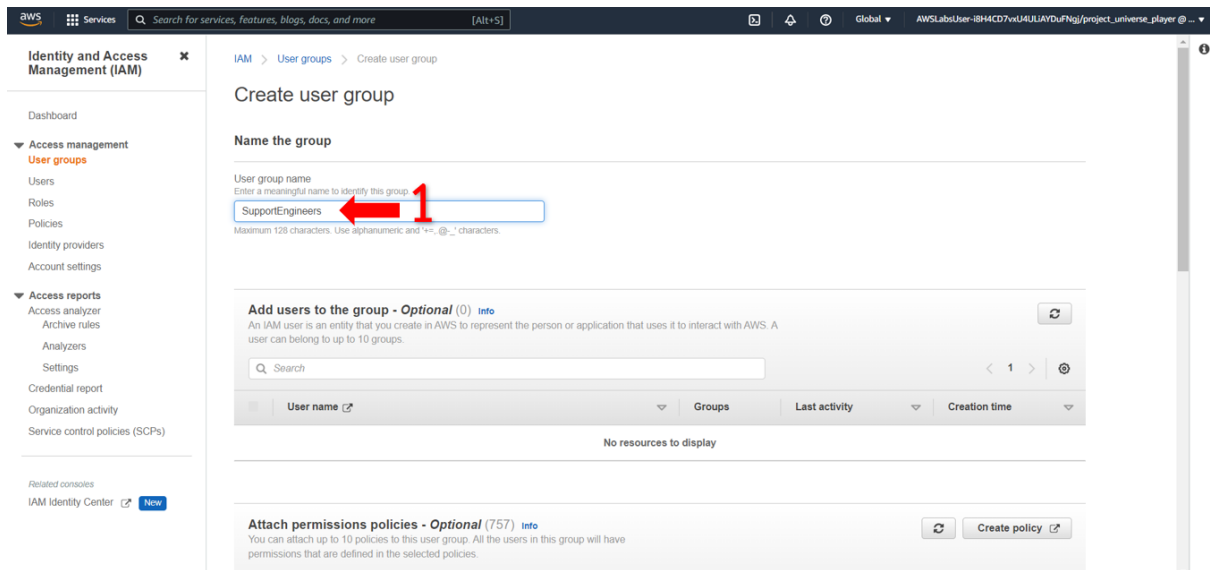 aws Services Search for services, features, blogs, docs, and more [Alt+S] Global AWSLabsUser-i8H4CD7vxU4ULiAYDuFNgj/project_universe_player @ ...
Identity and Access
Management (IAM)
Dashboard
Access management
User groups
Users
Roles
Policies
Identity providers
Account settings
Access reports
Access analyzer
Archive rules
Analyzers
Settings
Credential report
Organization activity
Service control policies (SCPs)
Related consoles
IAM Identity Center New
IAM > User groups > Create user group
Create user group
Name the group
User group name
Enter a meaningful name to identify this group.
SupportEngineers
1
Maximum 128 characters. Use alphanumeric and '+=,.@-_' characters.
Add users to the group - Optional (0) Info
An IAM user is an entity that you create in AWS to represent the person or application that uses it to interact with AWS. A
user can belong to up to 10 groups.
Search
< 1 >
User name Groups Last activity Creation time
No resources to display
Attach permissions policies - Optional (757) Info
You can attach up to 10 policies to this user group. All the users in this group will have
permissions that are defined in the selected policies.
Create policy